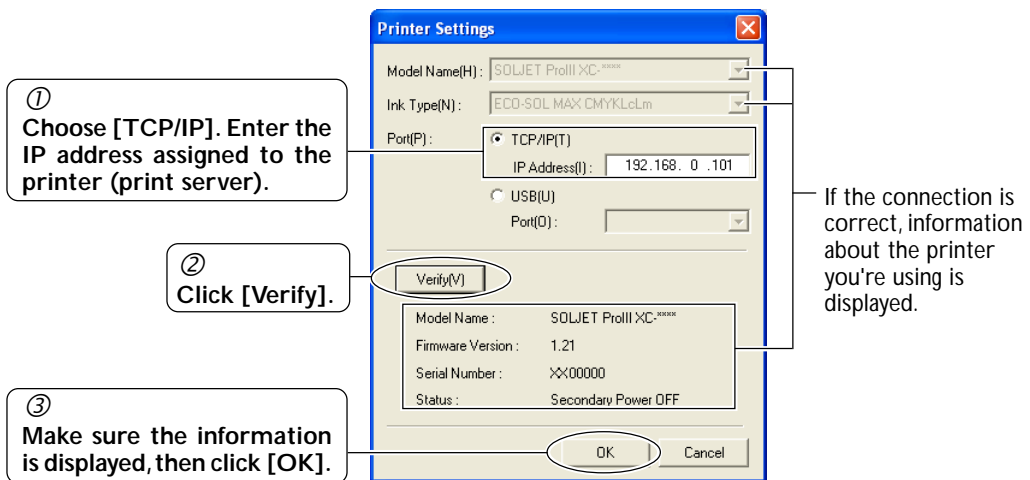 Printer Settings
Model Name(H) : SOLJET ProIII XC-****
Ink Type(N) : ECO-SOL MAX CMYKLcLm
Port(P) : TCP/IP(T)
IP Address(I) : 192.168. 0 .101
USB(U)
Port(O) :
Verify(V)
Model Name : SOLJET ProIII XC-****
Firmware Version : 1.21
Serial Number : XX00000
Status : Secondary Power OFF
OK Cancel
①
Choose [TCP/IP]. Enter the
IP address assigned to the
printer (print server).
②
Click [Verify].
③
Make sure the information
is displayed, then click [OK].
If the connection is
correct, information
about the printer
you're using is
displayed.